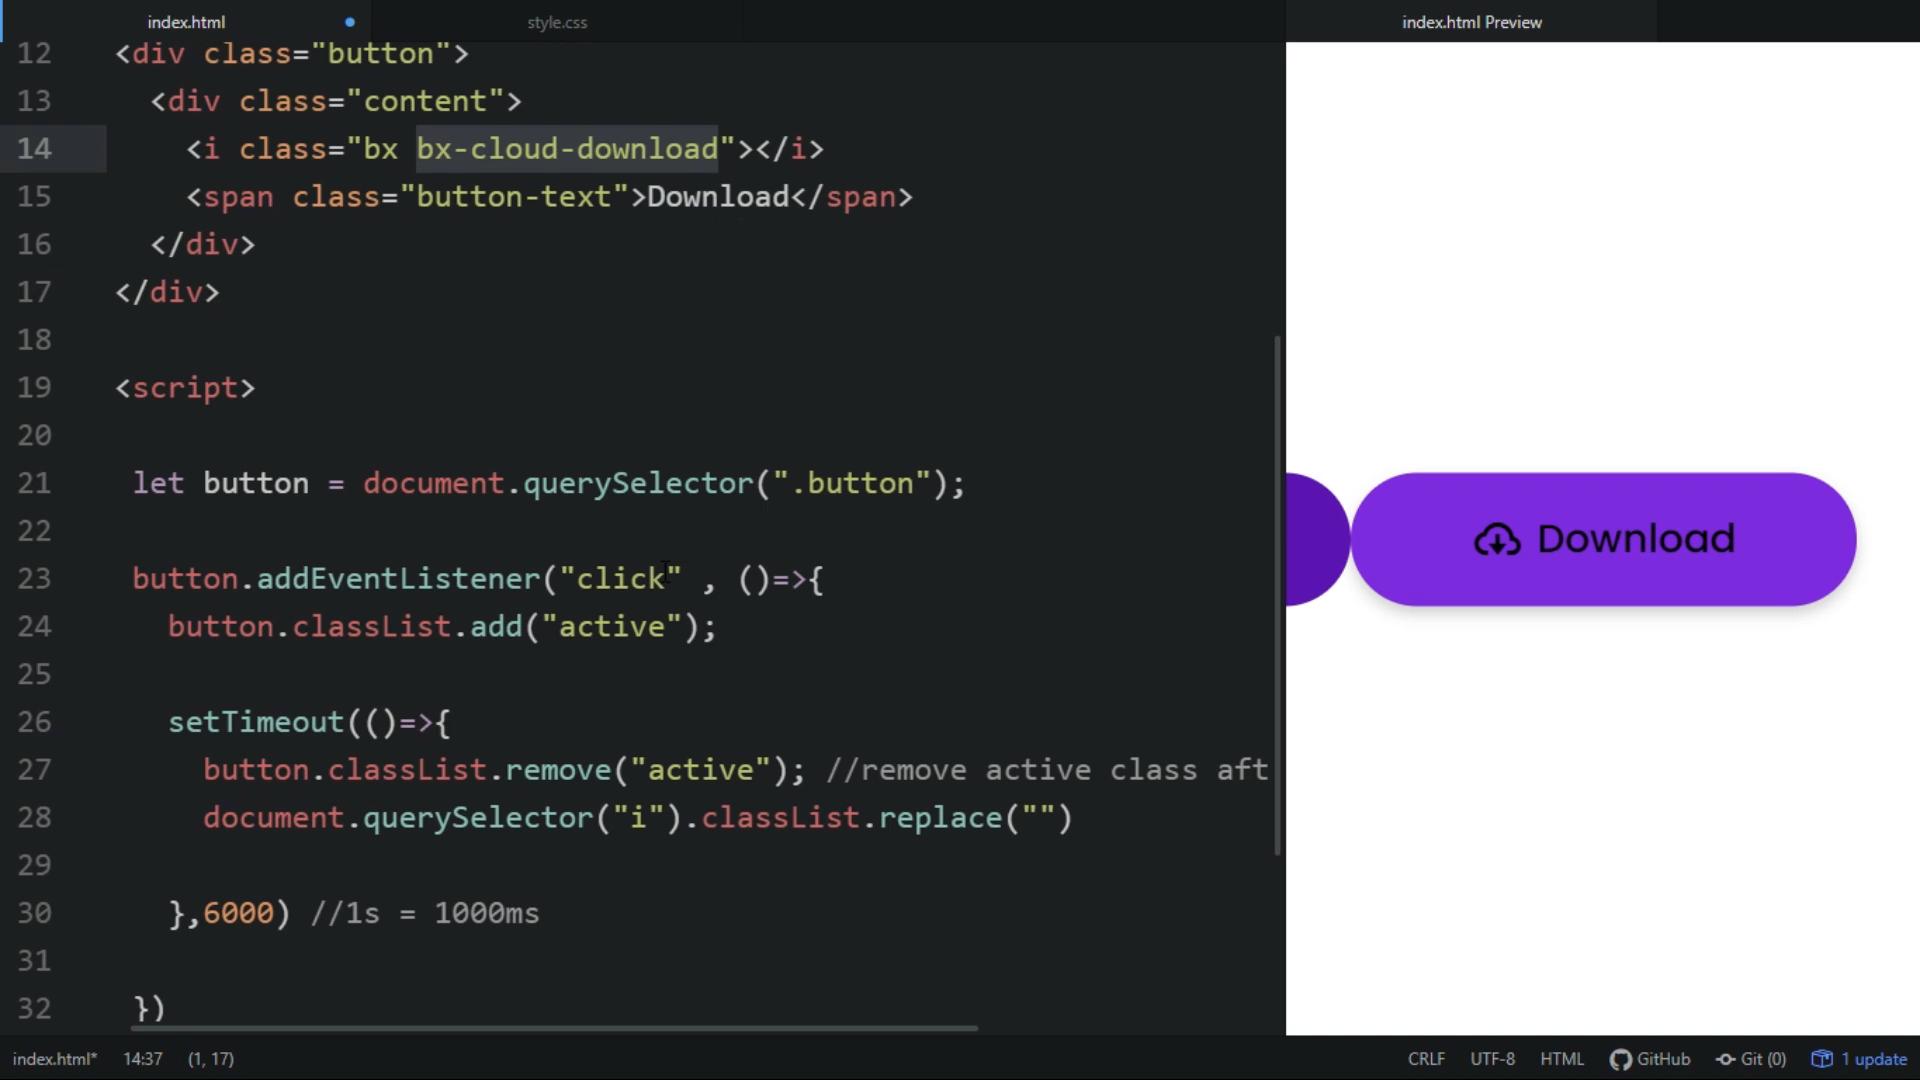 index.html
style.css
index.html Preview
12 <div class="button">
13 <div class="content">
14 <i class="bx bx-cloud-download"></i>
15 <span class="button-text">Download</span>
16 </div>
17 </div>
18
19 <script>
20
21 let button = document.querySelector(".button");
22
23 button.addEventListener("click" , ()=>{
24 button.classList.add("active");
25
26 setTimeout(()=>{
27 button.classList.remove("active"); //remove active class aft
28 document.querySelector("i").classList.replace("")
29
30 },6000) //1s = 1000ms
31
32 })
Download
index.html* 14:37 (1, 17)
CRLF UTF-8 HTML GitHub Git (0) 1 update